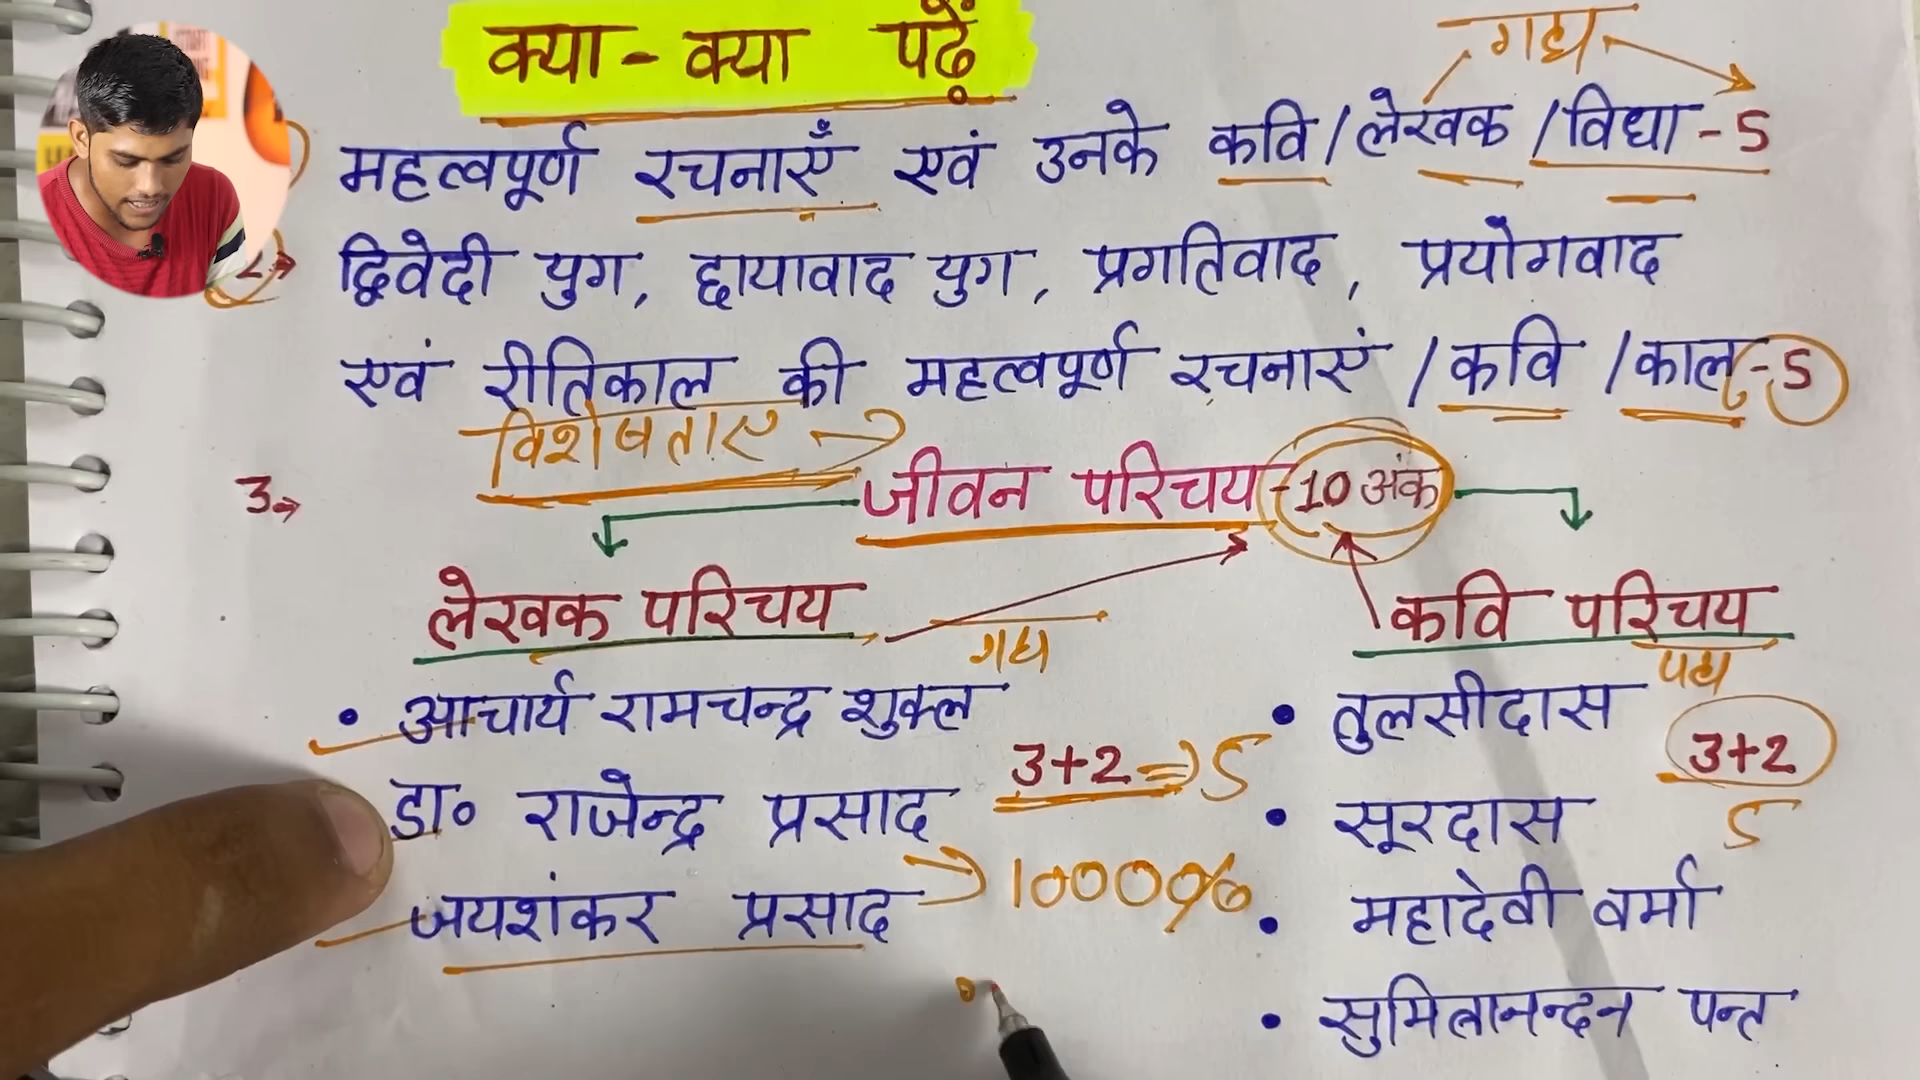 क्या - क्या पढ़ें
गद्य
महत्वपूर्ण रचनाएँ एवं उनके कवि / लेखक / विधा - 5
2→ द्विवेदी युग, छायावाद युग, प्रगतिवाद, प्रयोगवाद
एवं रीतिकाल की महत्वपूर्ण रचनाएं / कवि / काल - 5
विशेषताए
3→ जीवन परिचय - 10 अंक
लेखक परिचय
गद्य
कवि परिचय
पद्य
• आचार्य रामचन्द्र शुक्ल
डा० राजेन्द्र प्रसाद
जयशंकर प्रसाद
3+2 => 5
1000%
• तुलसीदास
3+2
5
• सूरदास
• महादेवी वर्मा
• सुमित्रानन्दन पन्त